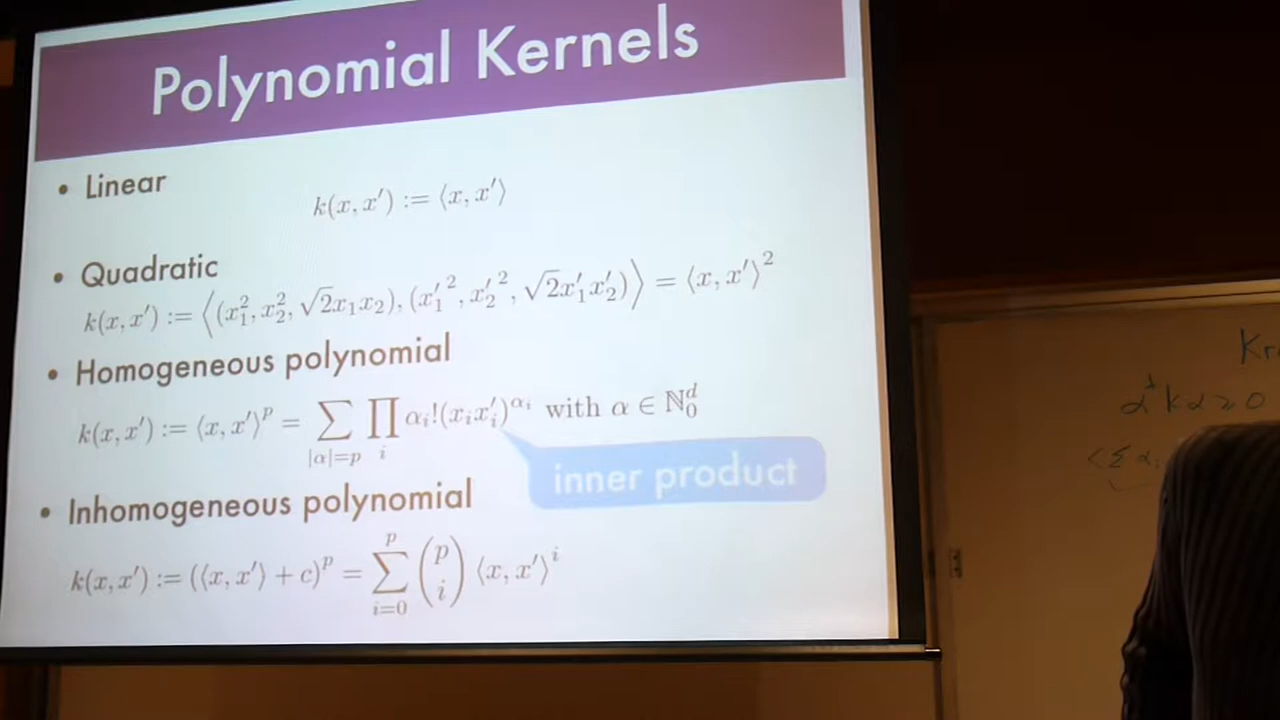 Polynomial Kernels
• Linear
k(x, x′) := ⟨x, x′⟩
• Quadratic
k(x, x′) := ⟨(x₁², x₂², √2x₁x₂), (x′₁², x′₂², √2x′₁x′₂)⟩ = ⟨x, x′⟩²
• Homogeneous polynomial
k(x, x′) := ⟨x, x′⟩ᵖ = ∑_{|α|=p} ∏_i αᵢ!(xᵢx′ᵢ)^{αᵢ} with α ∈ ℕ₀ᵈ
inner product
• Inhomogeneous polynomial
k(x, x′) := (⟨x, x′⟩ + c)ᵖ = ∑_{i=0}^{p} (p i) ⟨x, x′⟩ⁱ